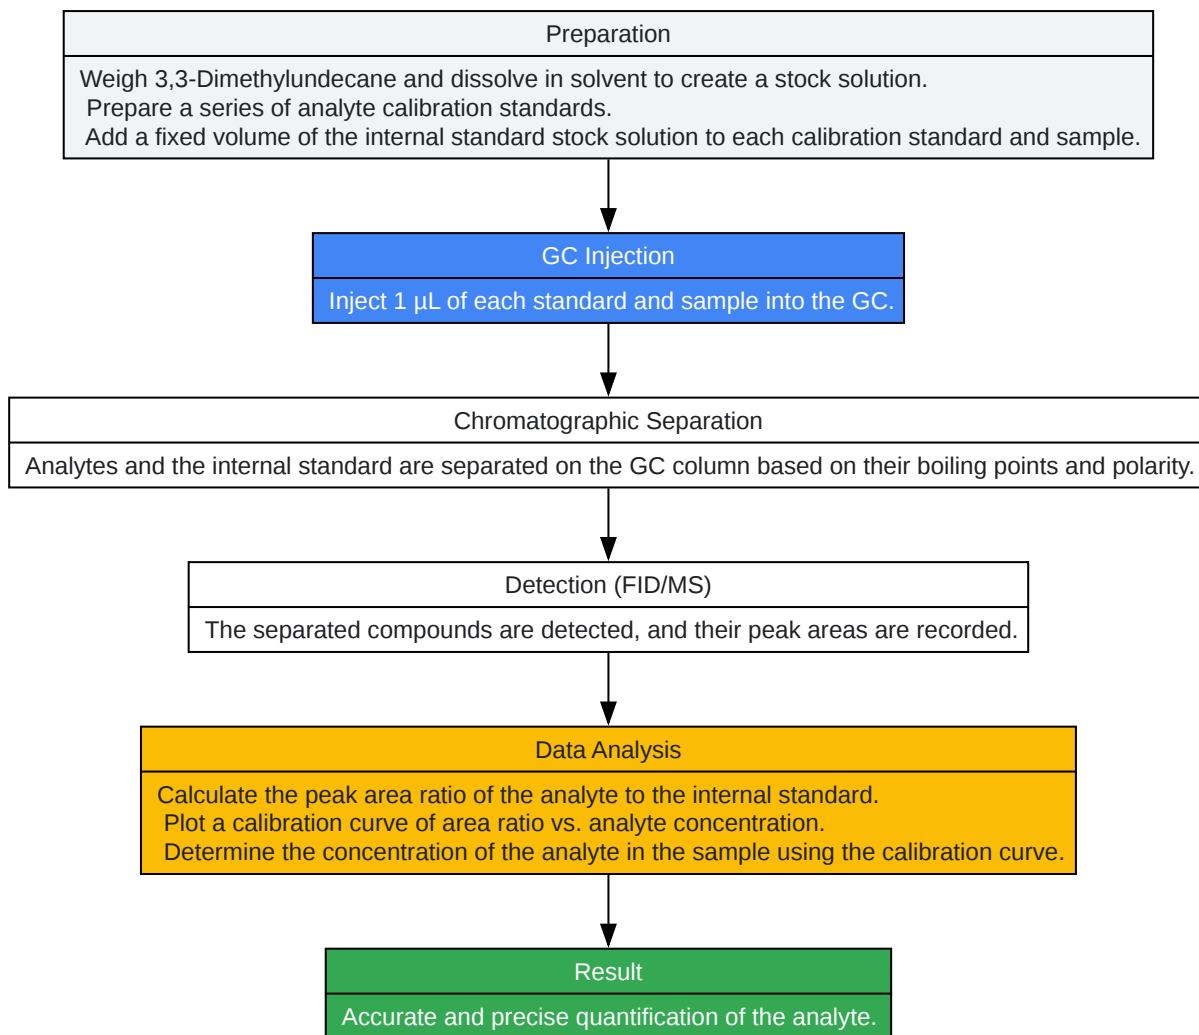 Preparation
Weigh 3,3-Dimethylundecane and dissolve in solvent to create a stock solution.
Prepare a series of analyte calibration standards.
Add a fixed volume of the internal standard stock solution to each calibration standard and sample.
GC Injection
Inject 1 µL of each standard and sample into the GC.
Chromatographic Separation
Analytes and the internal standard are separated on the GC column based on their boiling points and polarity.
Detection (FID/MS)
The separated compounds are detected, and their peak areas are recorded.
Data Analysis
Calculate the peak area ratio of the analyte to the internal standard.
Plot a calibration curve of area ratio vs. analyte concentration.
Determine the concentration of the analyte in the sample using the calibration curve.
Result
Accurate and precise quantification of the analyte.